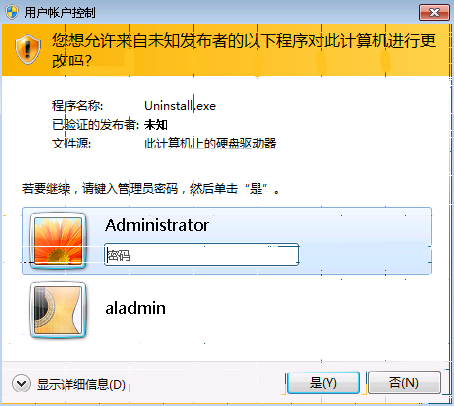 用户帐户控制
您想允许来自未知发布者的以下程序对此计算机进行更
改吗?
程序名称: Uninstall.exe
已验证的发布者: 未知
文件源: 此计算机上的硬盘驱动器
若要继续，请键入管理员密码，然后单击“是”。
Administrator
密码
aladmin
显示详细信息(D)
是(Y)
否(N)